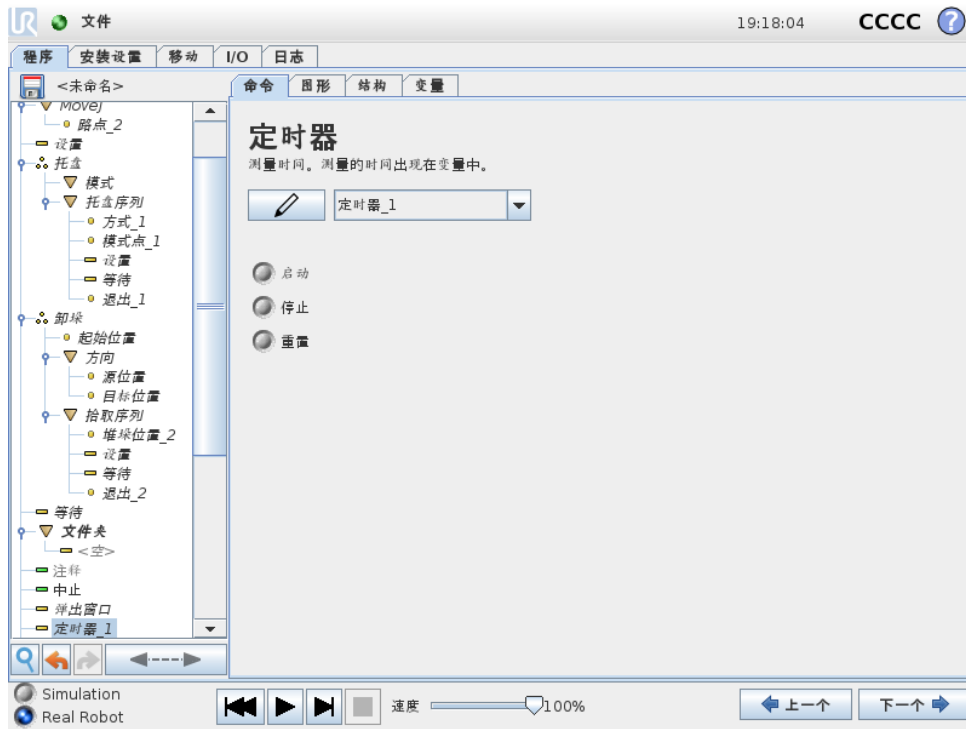 UR 文件 19:18:04 CCCC ?
程序 安装设置 移动 I/O 日志
<未命名> 命令 图形 结构 变量
MoveJ
路点_2
设置
托盘
模式
托盘序列
方式_1
模式点_1
设置
等待
退出_1
卸垛
起始位置
方向
源位置
目标位置
拾取序列
堆垛位置_2
设置
等待
退出_2
等待
文件夹
<空>
注释
中止
弹出窗口
定时器_1
定时器
测量时间。测量的时间出现在变量中。
定时器_1
启动
停止
重置
Simulation
Real Robot
速度 100% 上一个 下一个